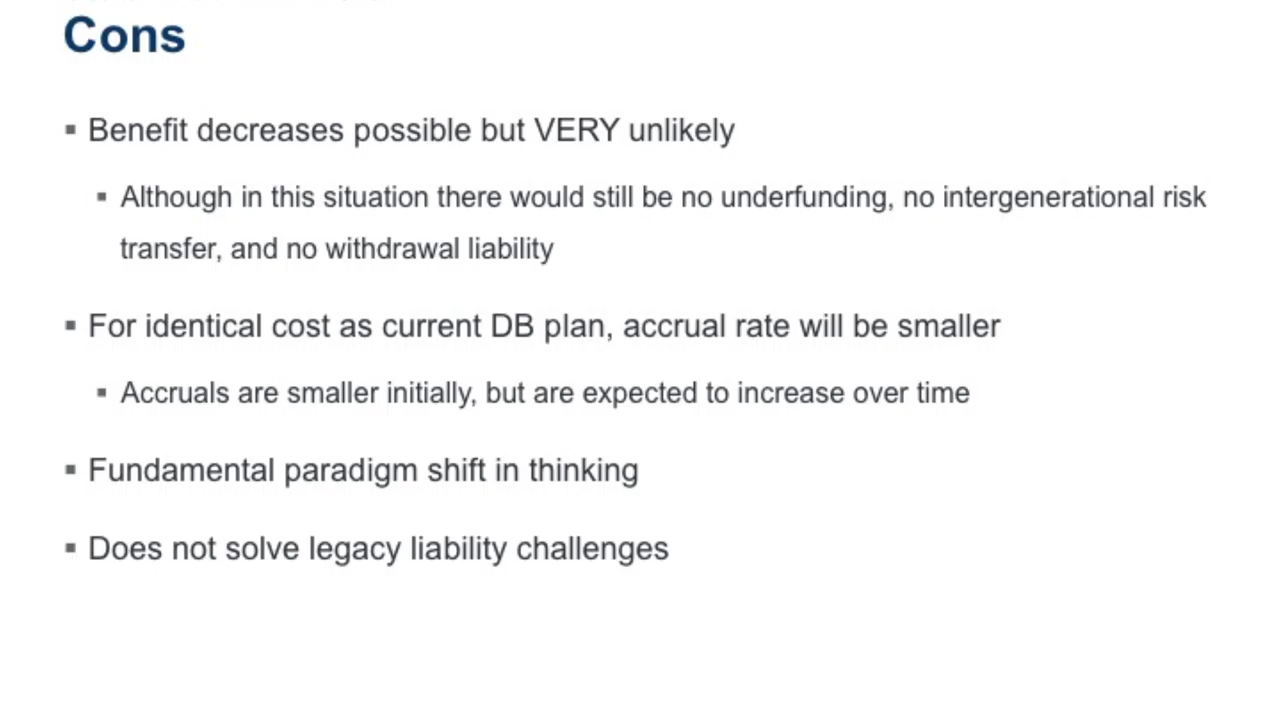 Cons
▪ Benefit decreases possible but VERY unlikely
▪ Although in this situation there would still be no underfunding, no intergenerational risk
transfer, and no withdrawal liability
▪ For identical cost as current DB plan, accrual rate will be smaller
▪ Accruals are smaller initially, but are expected to increase over time
▪ Fundamental paradigm shift in thinking
▪ Does not solve legacy liability challenges